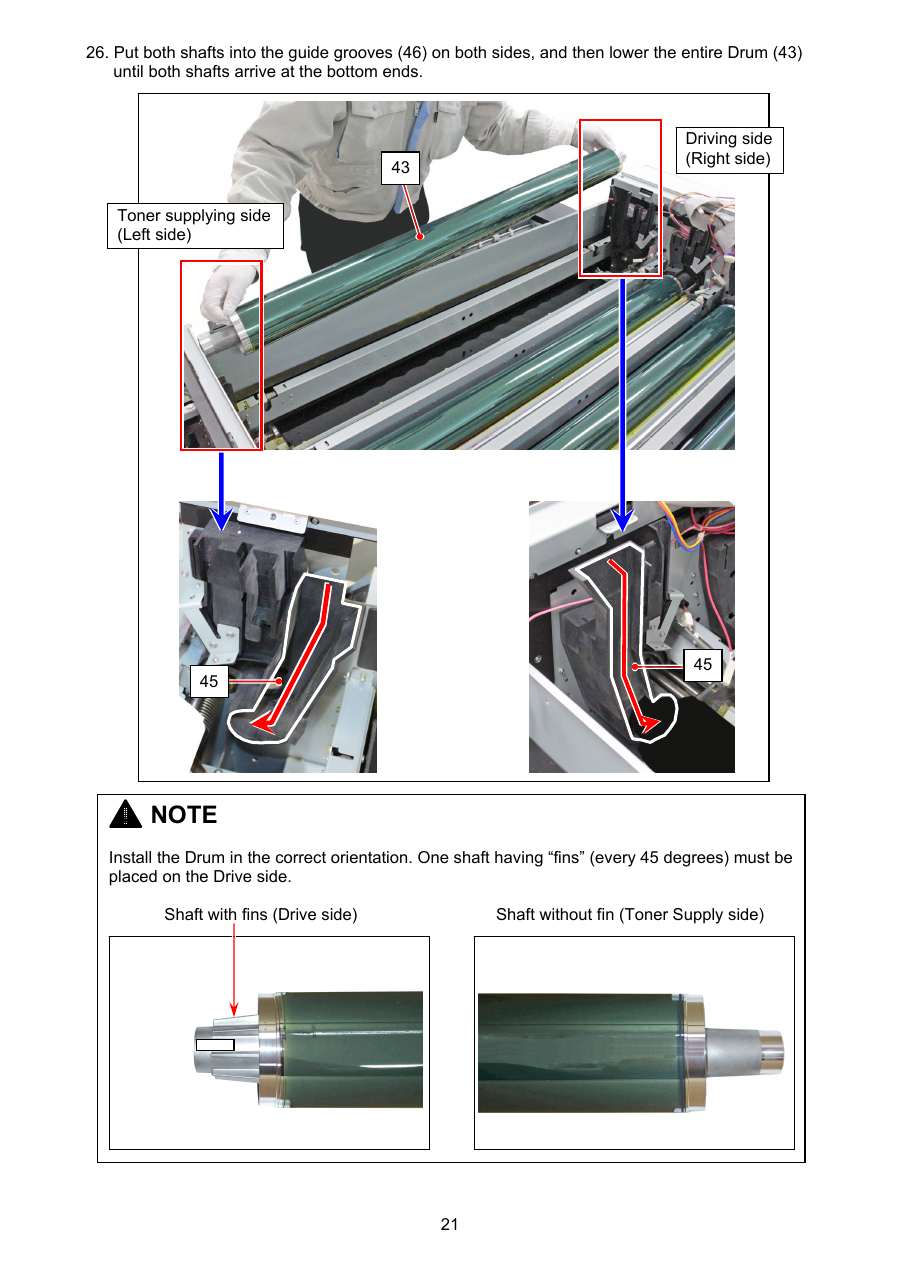 26. Put both shafts into the guide grooves (46) on both sides, and then lower the entire Drum (43)
until both shafts arrive at the bottom ends.
Driving side
(Right side)
43
Toner supplying side
(Left side)
45
45
NOTE
Install the Drum in the correct orientation. One shaft having “fins” (every 45 degrees) must be
placed on the Drive side.
Shaft with fins (Drive side)
Shaft without fin (Toner Supply side)
21